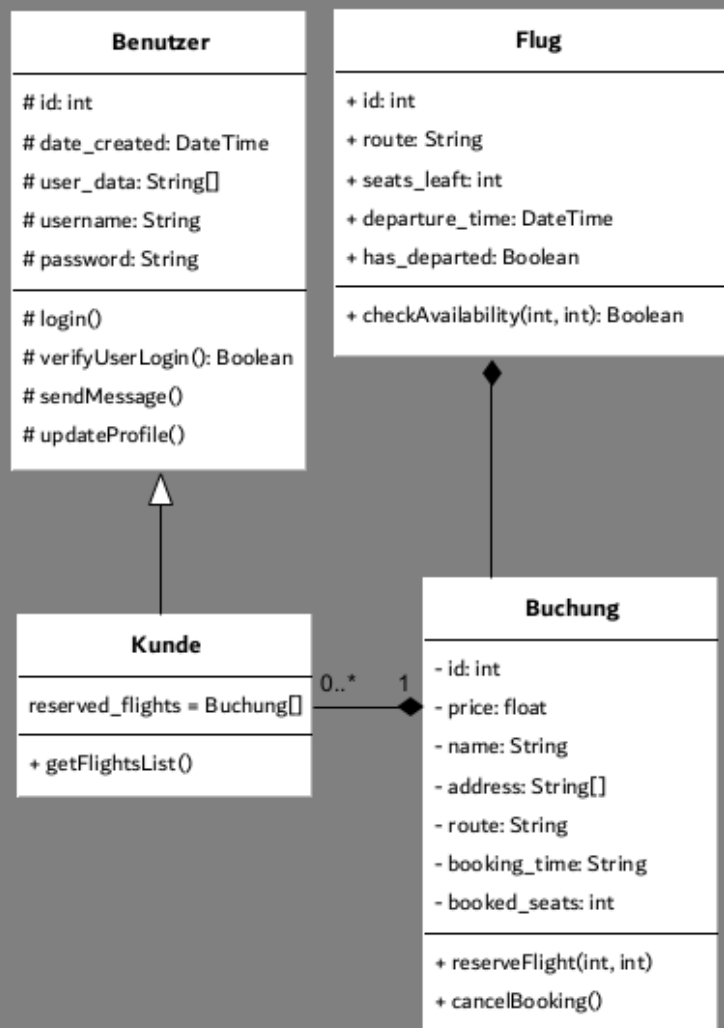 Benutzer
# id: int
# date_created: DateTime
# user_data: String[]
# username: String
# password: String
# login()
# verifyUserLogin(): Boolean
# sendMessage()
# updateProfile()
Flug
+ id: int
+ route: String
+ seats_leaft: int
+ departure_time: DateTime
+ has_departed: Boolean
+ checkAvailability(int, int): Boolean
Kunde
reserved_flights = Buchung[]
+ getFlightsList()
0..*
1
Buchung
- id: int
- price: float
- name: String
- address: String[]
- route: String
- booking_time: String
- booked_seats: int
+ reserveFlight(int, int)
+ cancelBooking()